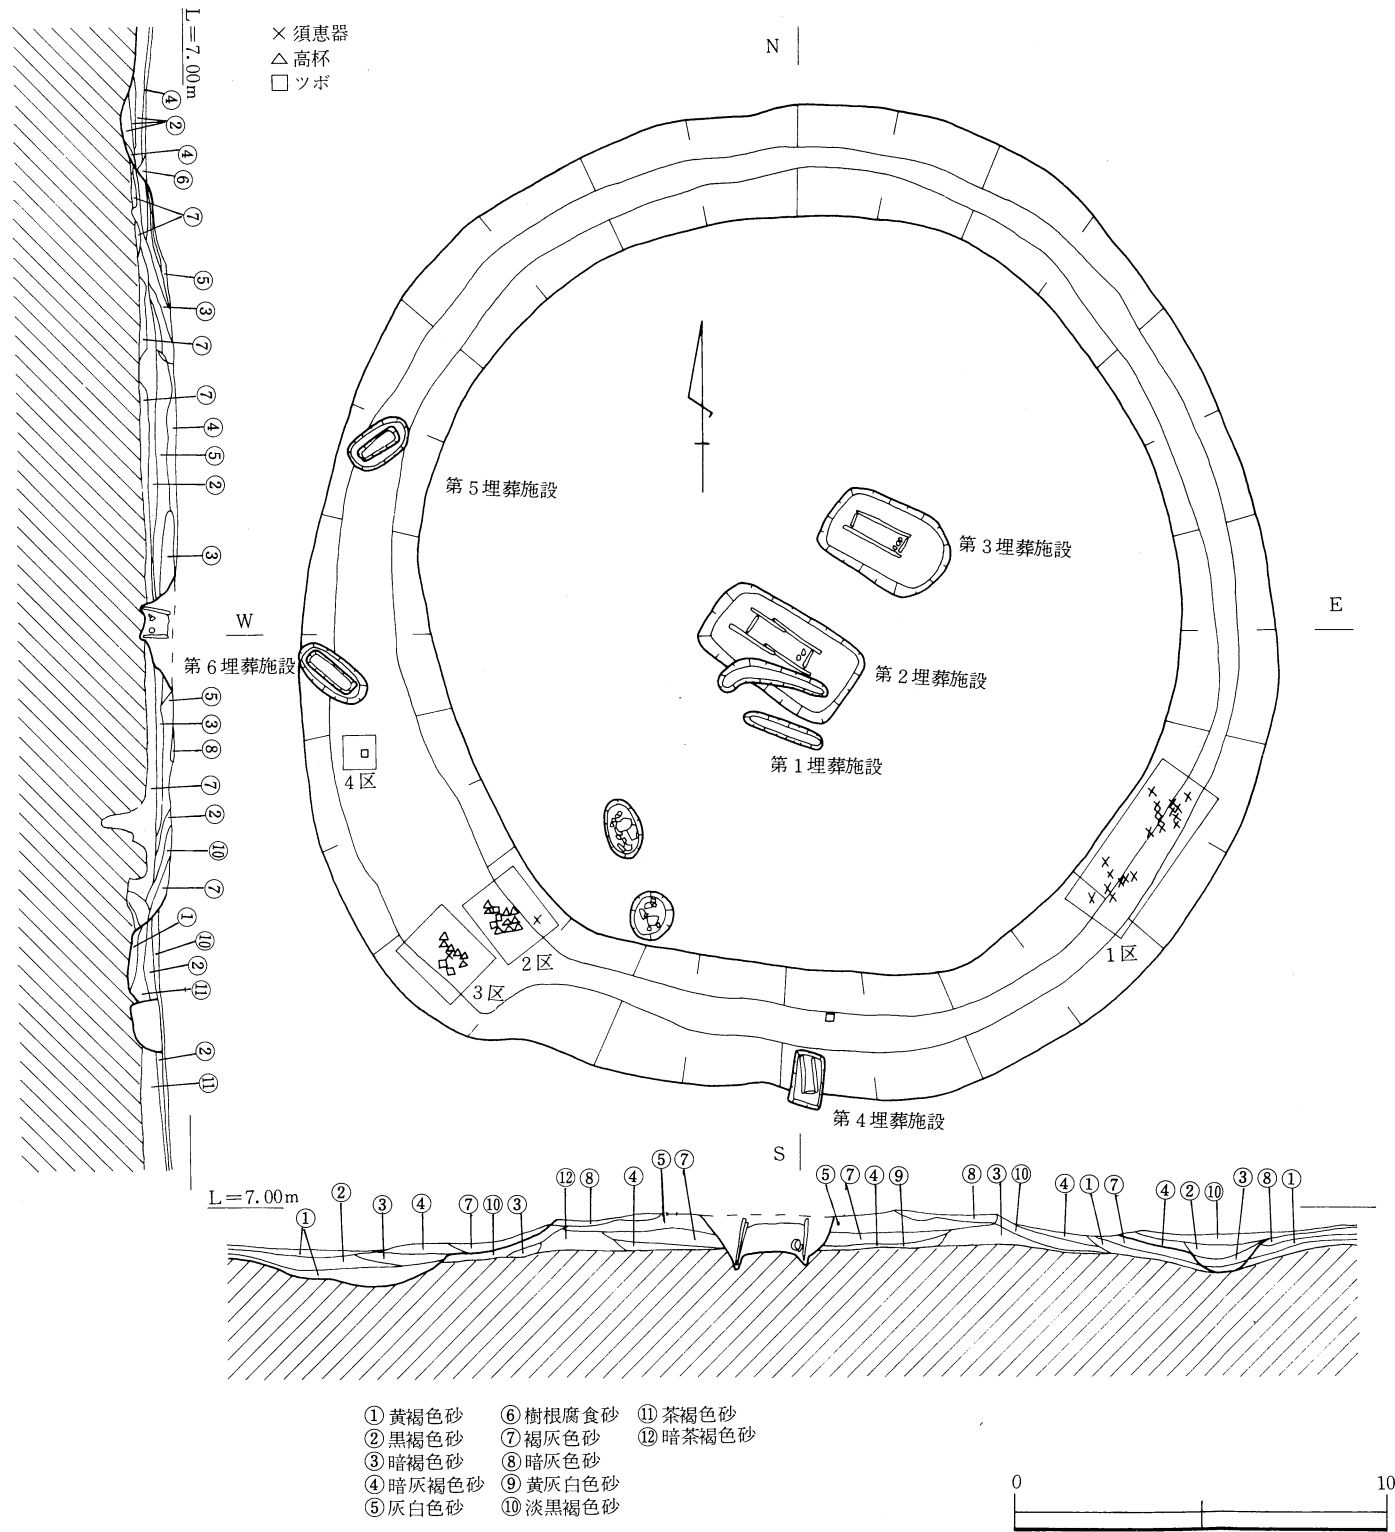 L=7.00m
× 須恵器
△ 高杯
□ ツボ
N
④
②
④
⑥
⑦
⑤
③
⑦
⑦
④
⑤
②
③
⑤
③
⑧
⑦
②
⑩
⑦
①
⑩
②
⑪
②
⑪
第5埋葬施設
第3埋葬施設
W
E
第6埋葬施設
第2埋葬施設
第1埋葬施設
4区
2区
3区
1区
第4埋葬施設
S
L=7.00m
① ② ③ ④ ⑦ ⑩ ③ ⑫ ⑧ ④ ⑤ ⑦ ⑤ ⑦ ④ ⑨ ⑧ ③ ⑩ ④ ① ⑦ ④ ② ⑩ ③ ⑧ ①
①黄褐色砂
②黒褐色砂
③暗褐色砂
④暗灰褐色砂
⑤灰白色砂
⑥樹根腐食砂
⑦褐灰色砂
⑧暗灰色砂
⑨黄灰白色砂
⑩淡黒褐色砂
⑪茶褐色砂
⑫暗茶褐色砂
0 10